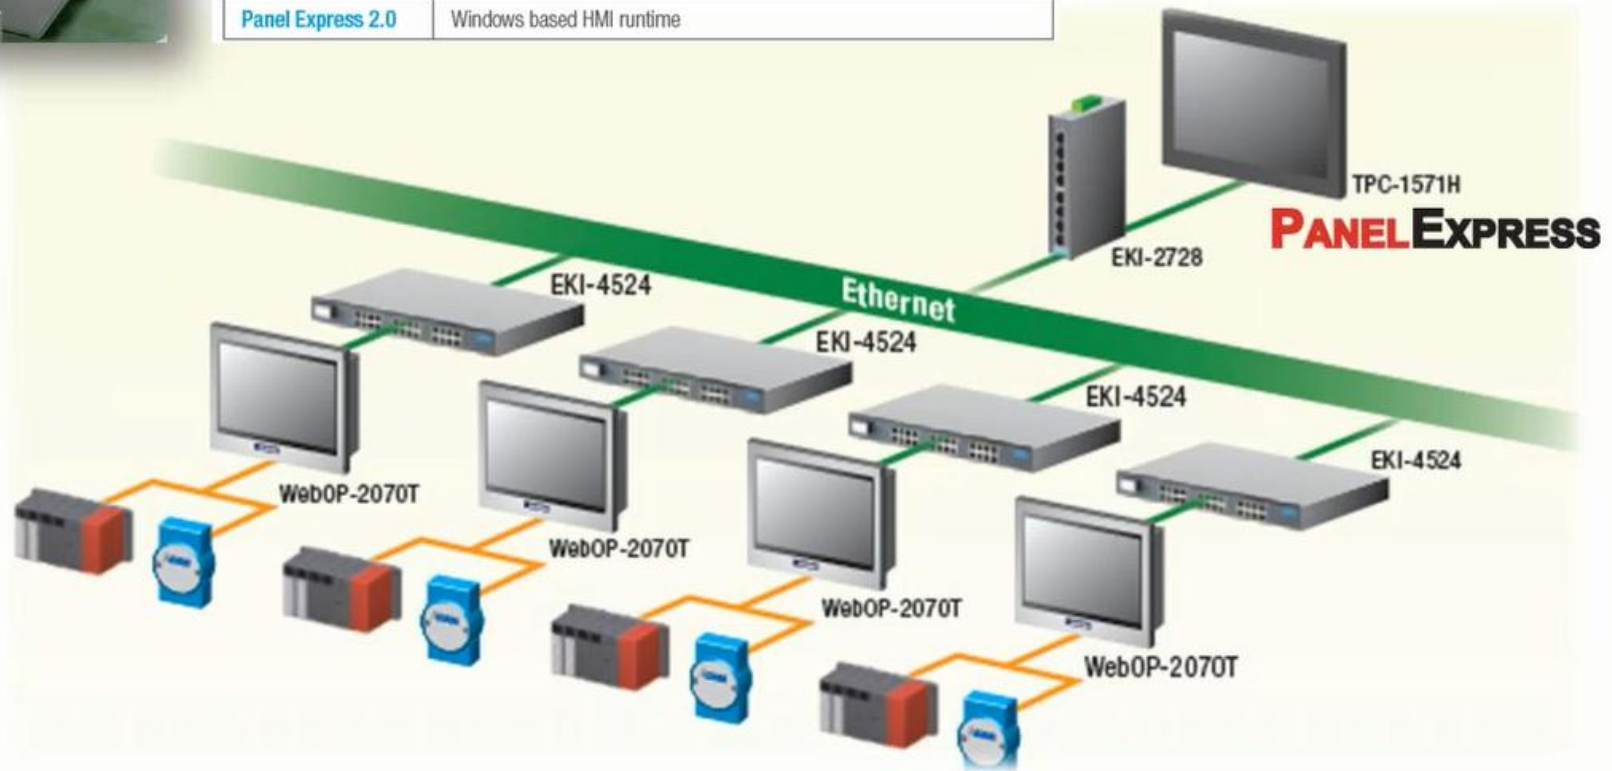 Panel Express 2.0 Windows based HMI runtime
TPC-1571H
PANELEXPRESS
EKI-2728
EKI-4524
Ethernet
EKI-4524
EKI-4524
EKI-4524
WebOP-2070T
WebOP-2070T
WebOP-2070T
WebOP-2070T